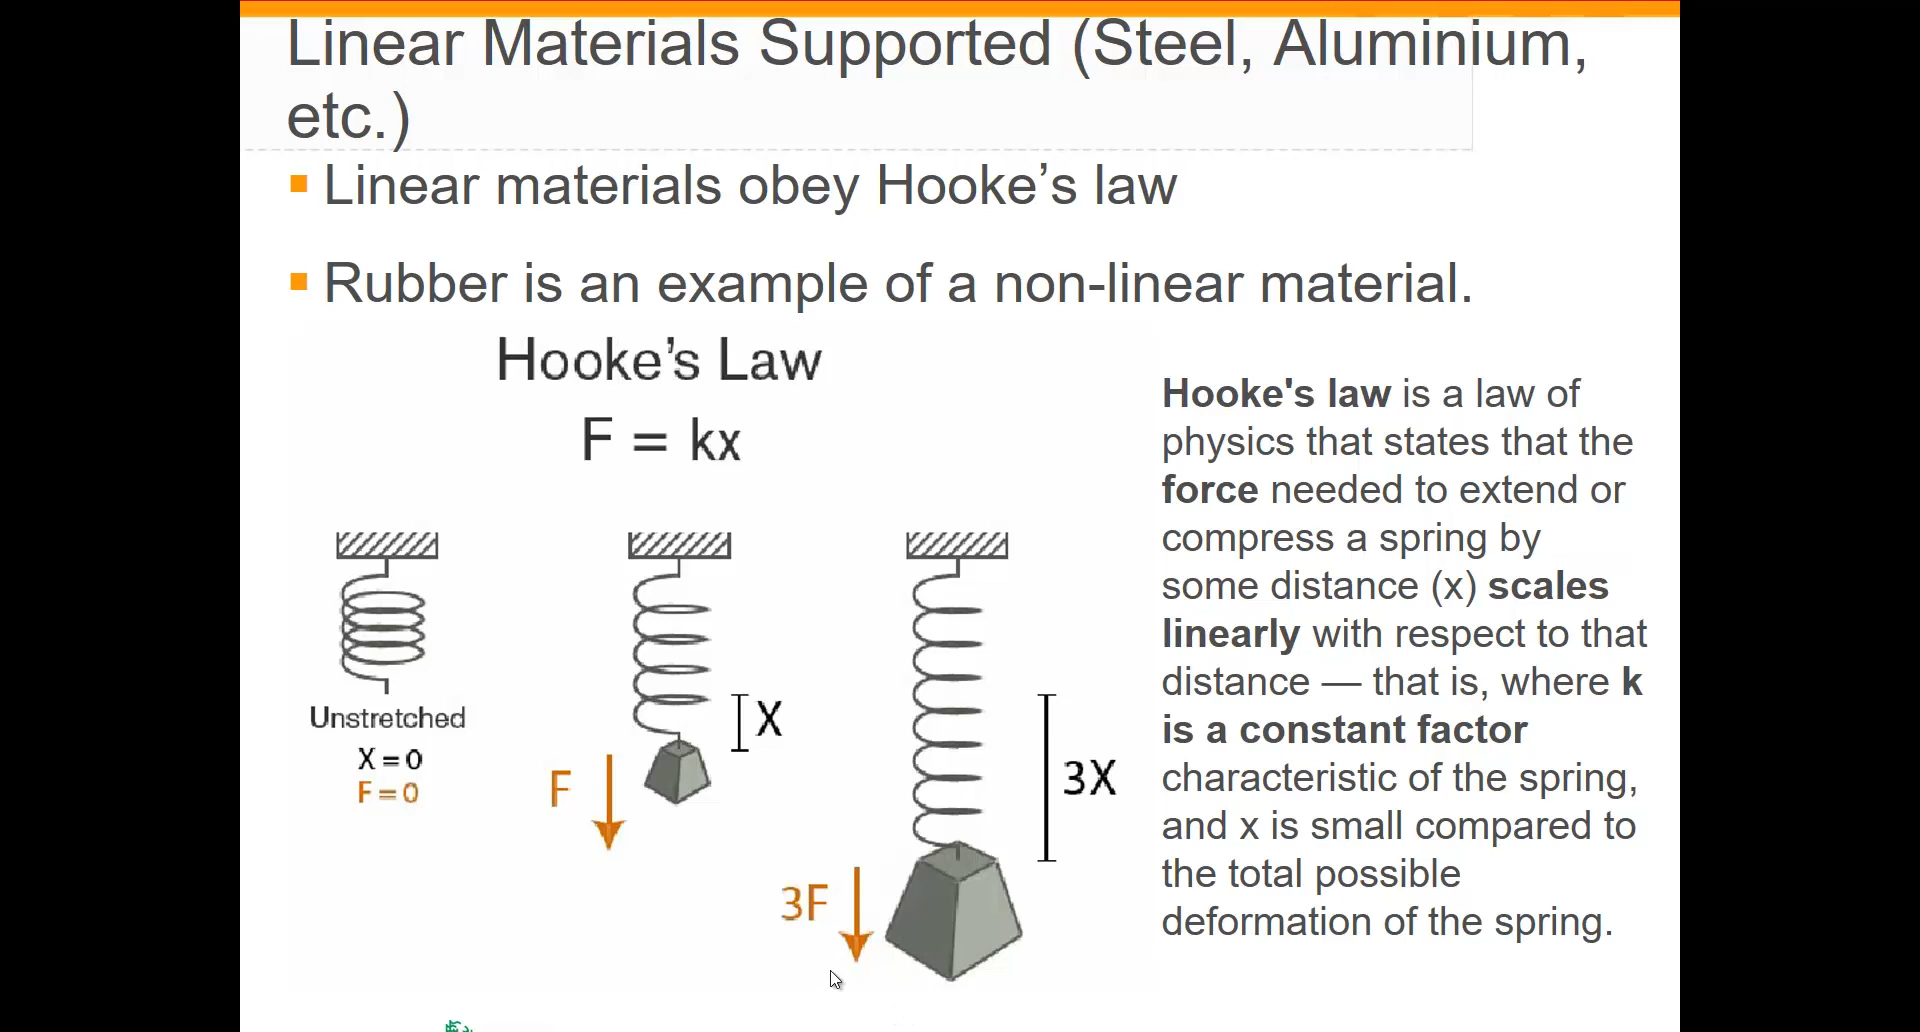 Linear Materials Supported (Steel, Aluminium,
etc.)
Linear materials obey Hooke’s law
Rubber is an example of a non-linear material.
Hooke’s Law
F = kx
Unstretched
X = 0
F = 0
F
X
3F
3X
Hooke's law is a law of
physics that states that the
force needed to extend or
compress a spring by
some distance (x) scales
linearly with respect to that
distance — that is, where k
is a constant factor
characteristic of the spring,
and x is small compared to
the total possible
deformation of the spring.